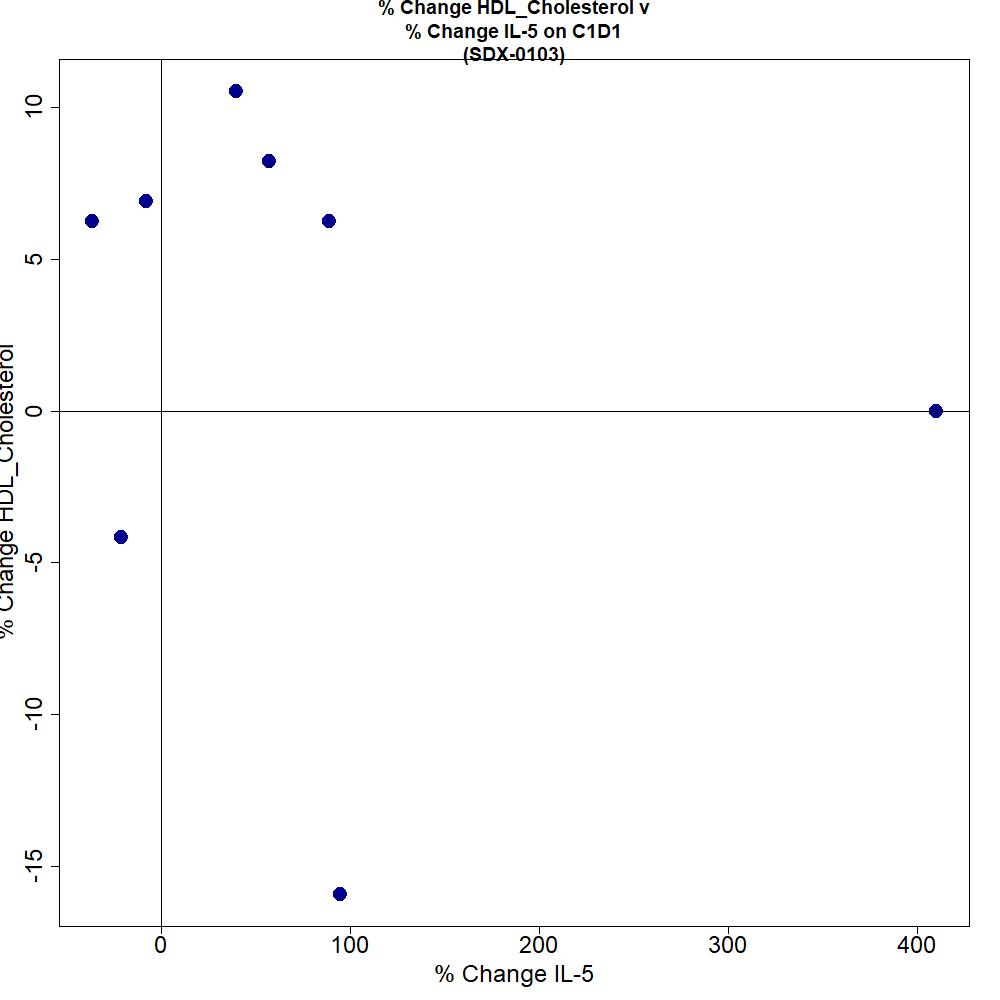 % Change HDL_Cholesterol v
% Change IL-5 on C1D1
(SDX-0103)
% Change HDL_Cholesterol
10
5
0
-5
-10
-15
0 100 200 300 400
% Change IL-5